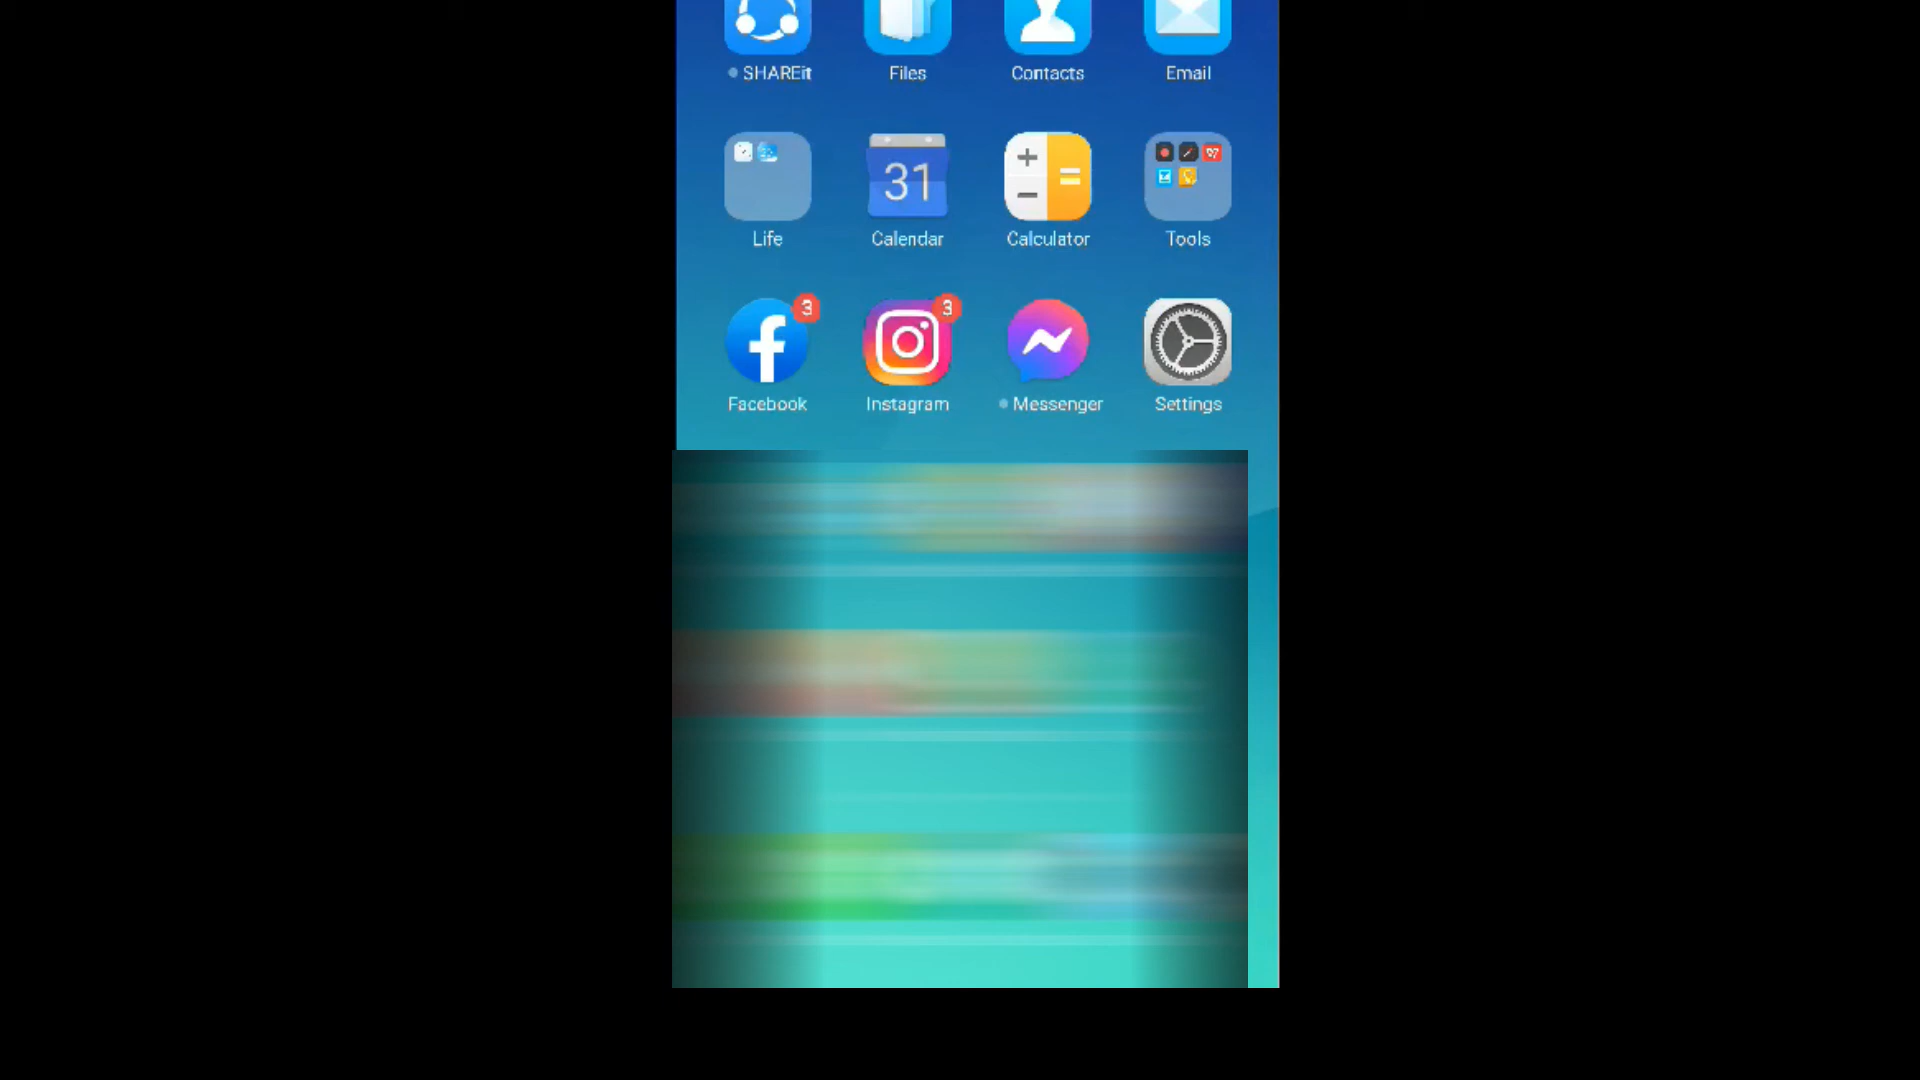 SHAREit Files Contacts Email
31
Life Calendar Calculator Tools
3 3
Facebook Instagram Messenger Settings